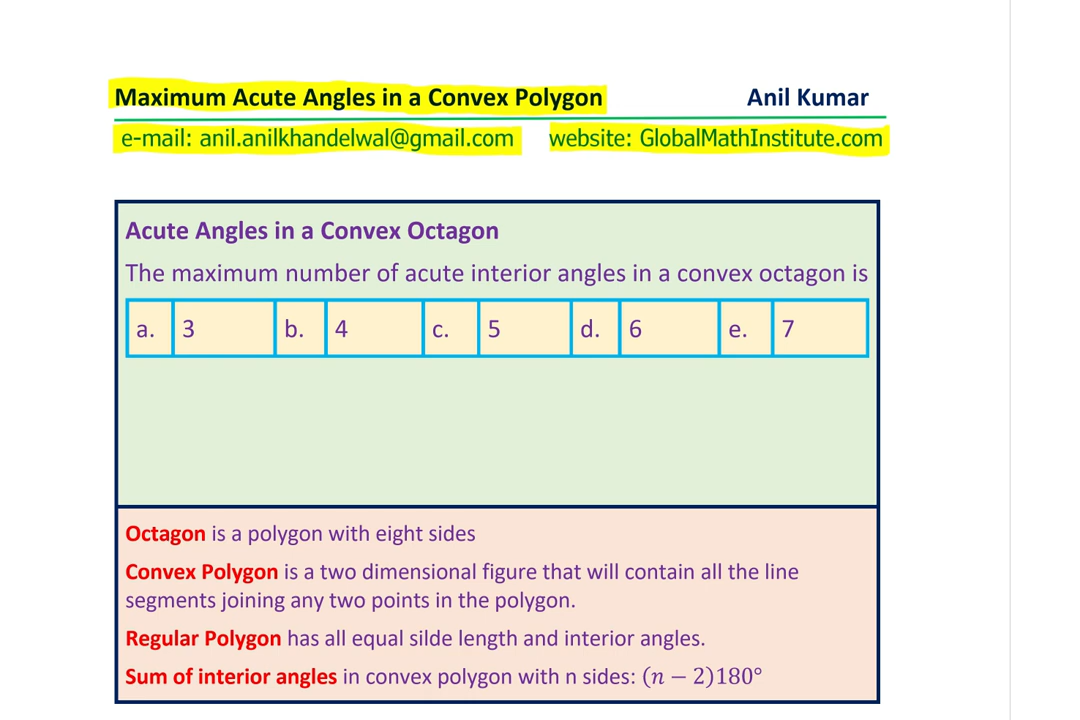 Maximum Acute Angles in a Convex Polygon Anil Kumar
e-mail: anil.anilkhandelwal@gmail.com website: GlobalMathInstitute.com
Acute Angles in a Convex Octagon
The maximum number of acute interior angles in a convex octagon is
a. 3 b. 4 c. 5 d. 6 e. 7
Octagon is a polygon with eight sides
Convex Polygon is a two dimensional figure that will contain all the line
segments joining any two points in the polygon.
Regular Polygon has all equal silde length and interior angles.
Sum of interior angles in convex polygon with n sides: (n − 2)180°